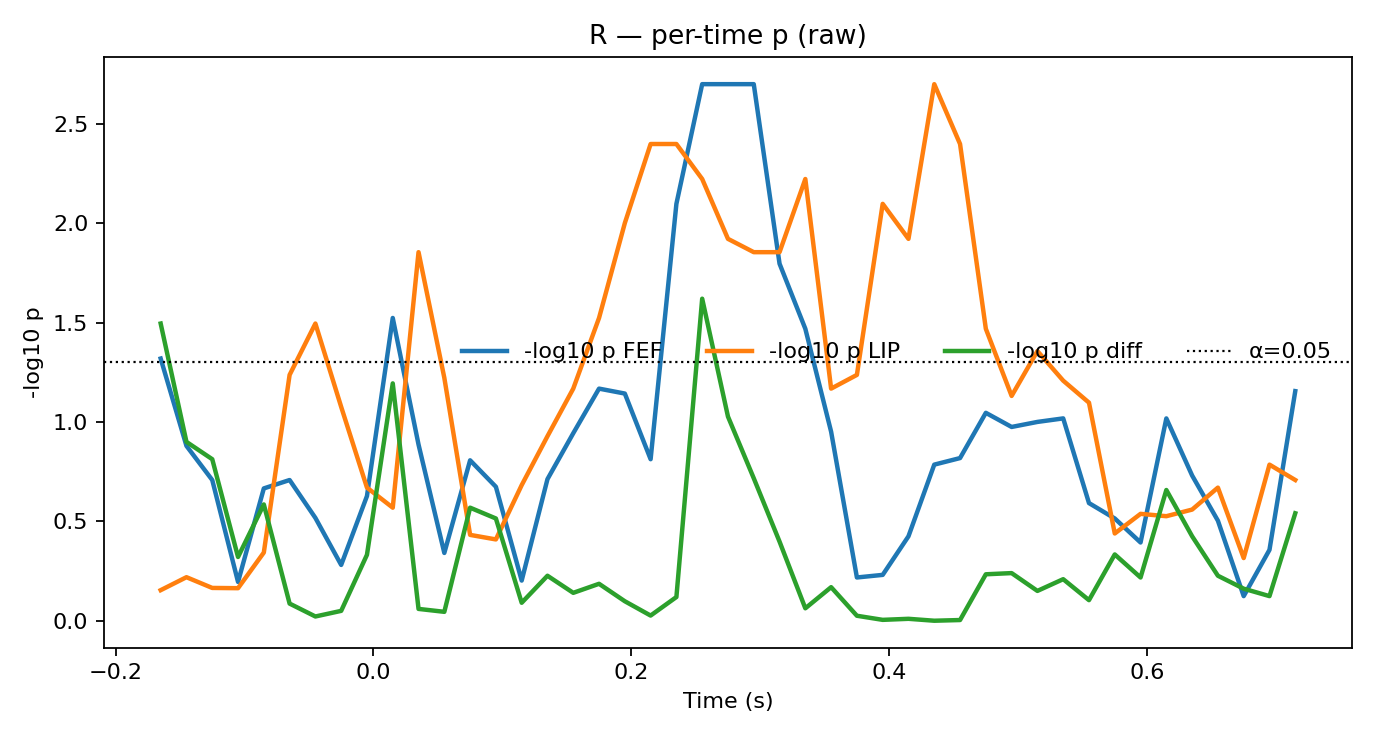 R — per-time p (raw)
-log10 p
2.5
2.0
1.5
1.0
0.5
0.0
-log10 p FEF
-log10 p LIP
-log10 p diff
α=0.05
−0.2
0.0
0.2
0.4
0.6
Time (s)